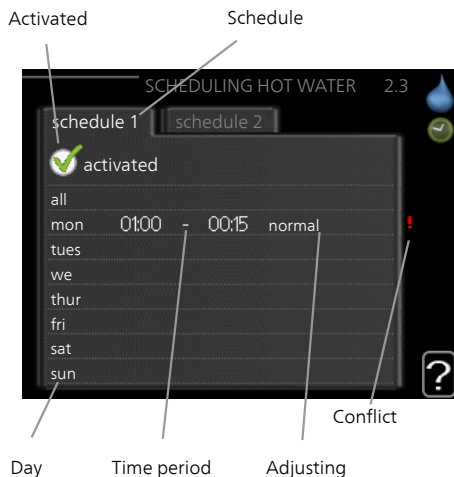 Activated Schedule
SCHEDULING HOT WATER 2.3
schedule 1 schedule 2
activated
all
mon 01:00 - 00:15 normal !
tues
we
thur
fri
sat
sun
?
Conflict
Day Time period Adjusting